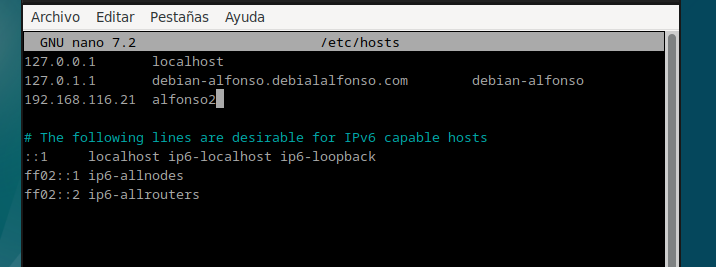 Archivo Editar Pestañas Ayuda
GNU nano 7.2 /etc/hosts
127.0.0.1 localhost
127.0.1.1 debian-alfonso.debialalfonso.com debian-alfonso
192.168.116.21 alfonso2
# The following lines are desirable for IPv6 capable hosts
::1 localhost ip6-localhost ip6-loopback
ff02::1 ip6-allnodes
ff02::2 ip6-allrouters